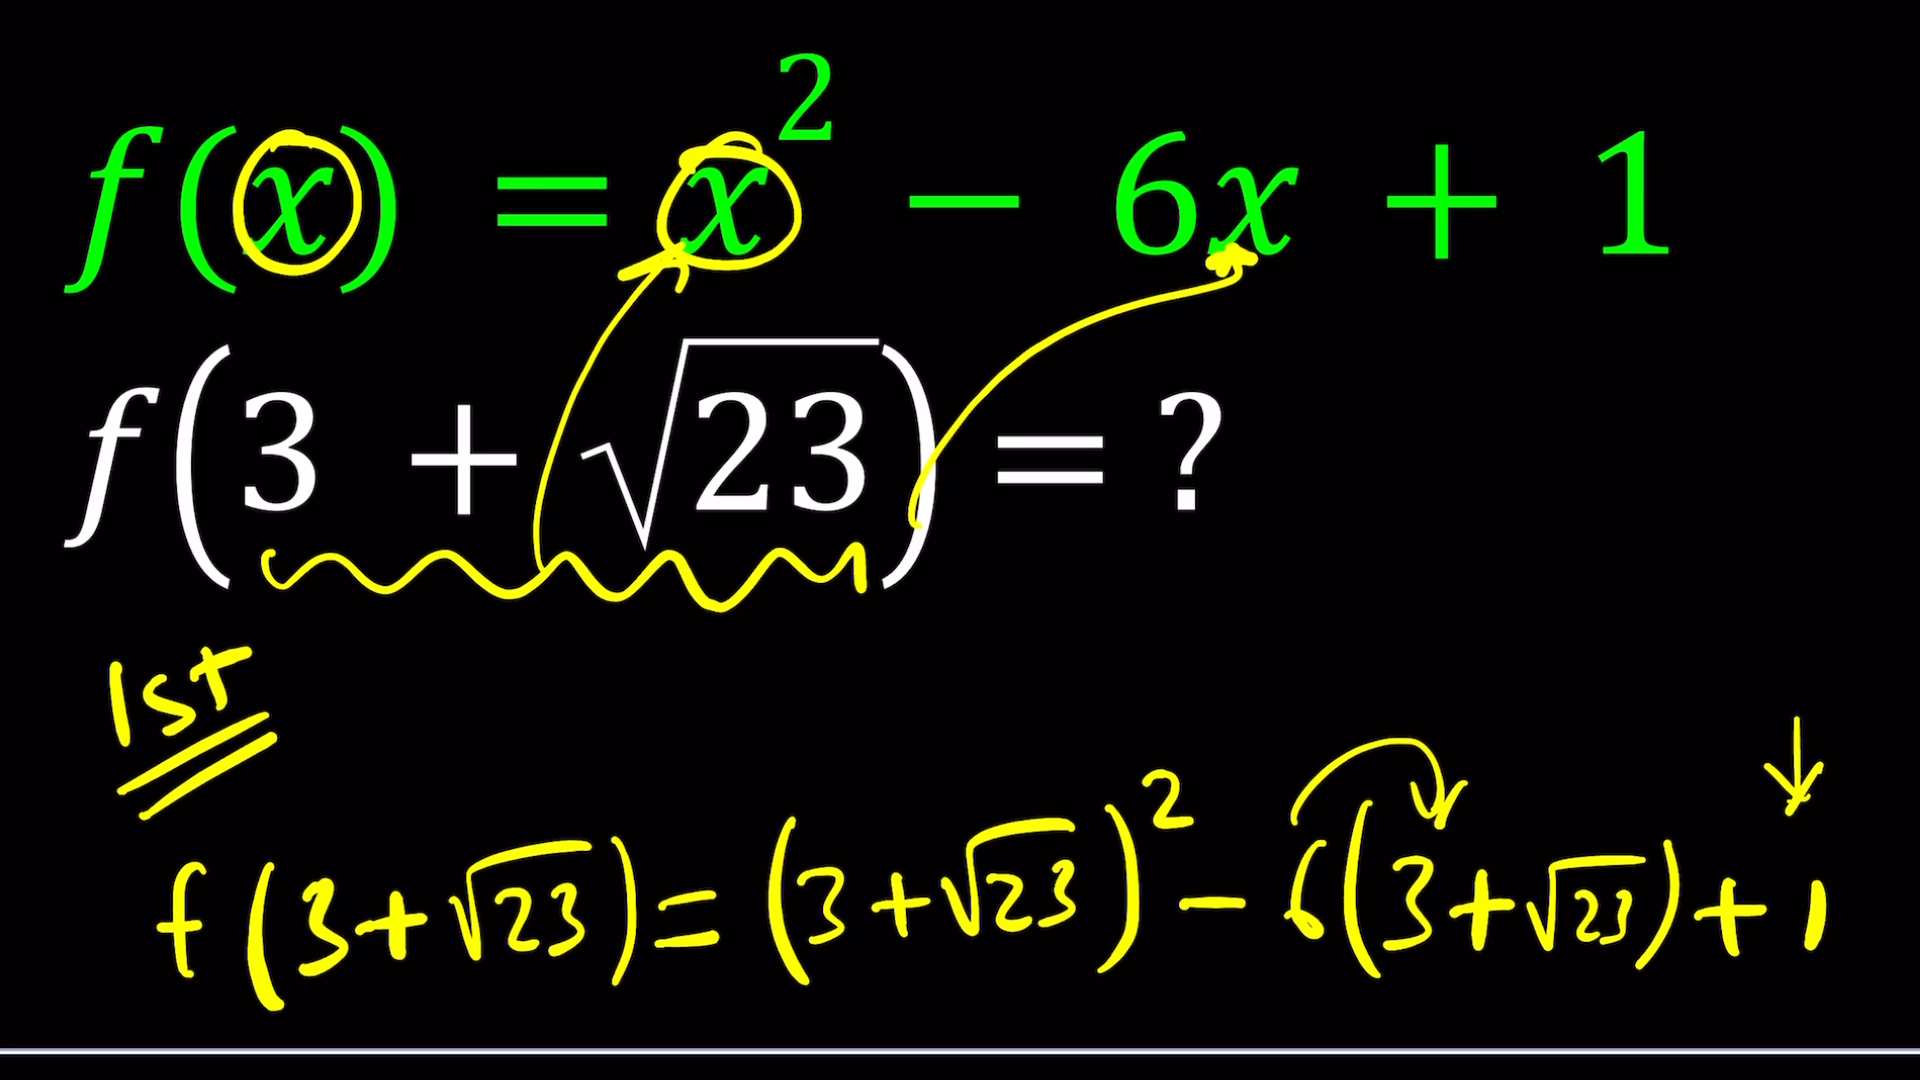 f(x) = x² − 6x + 1
f(3 + √23) = ?
1st
f(3+√23) = (3+√23)² − 6(3+√23) + 1